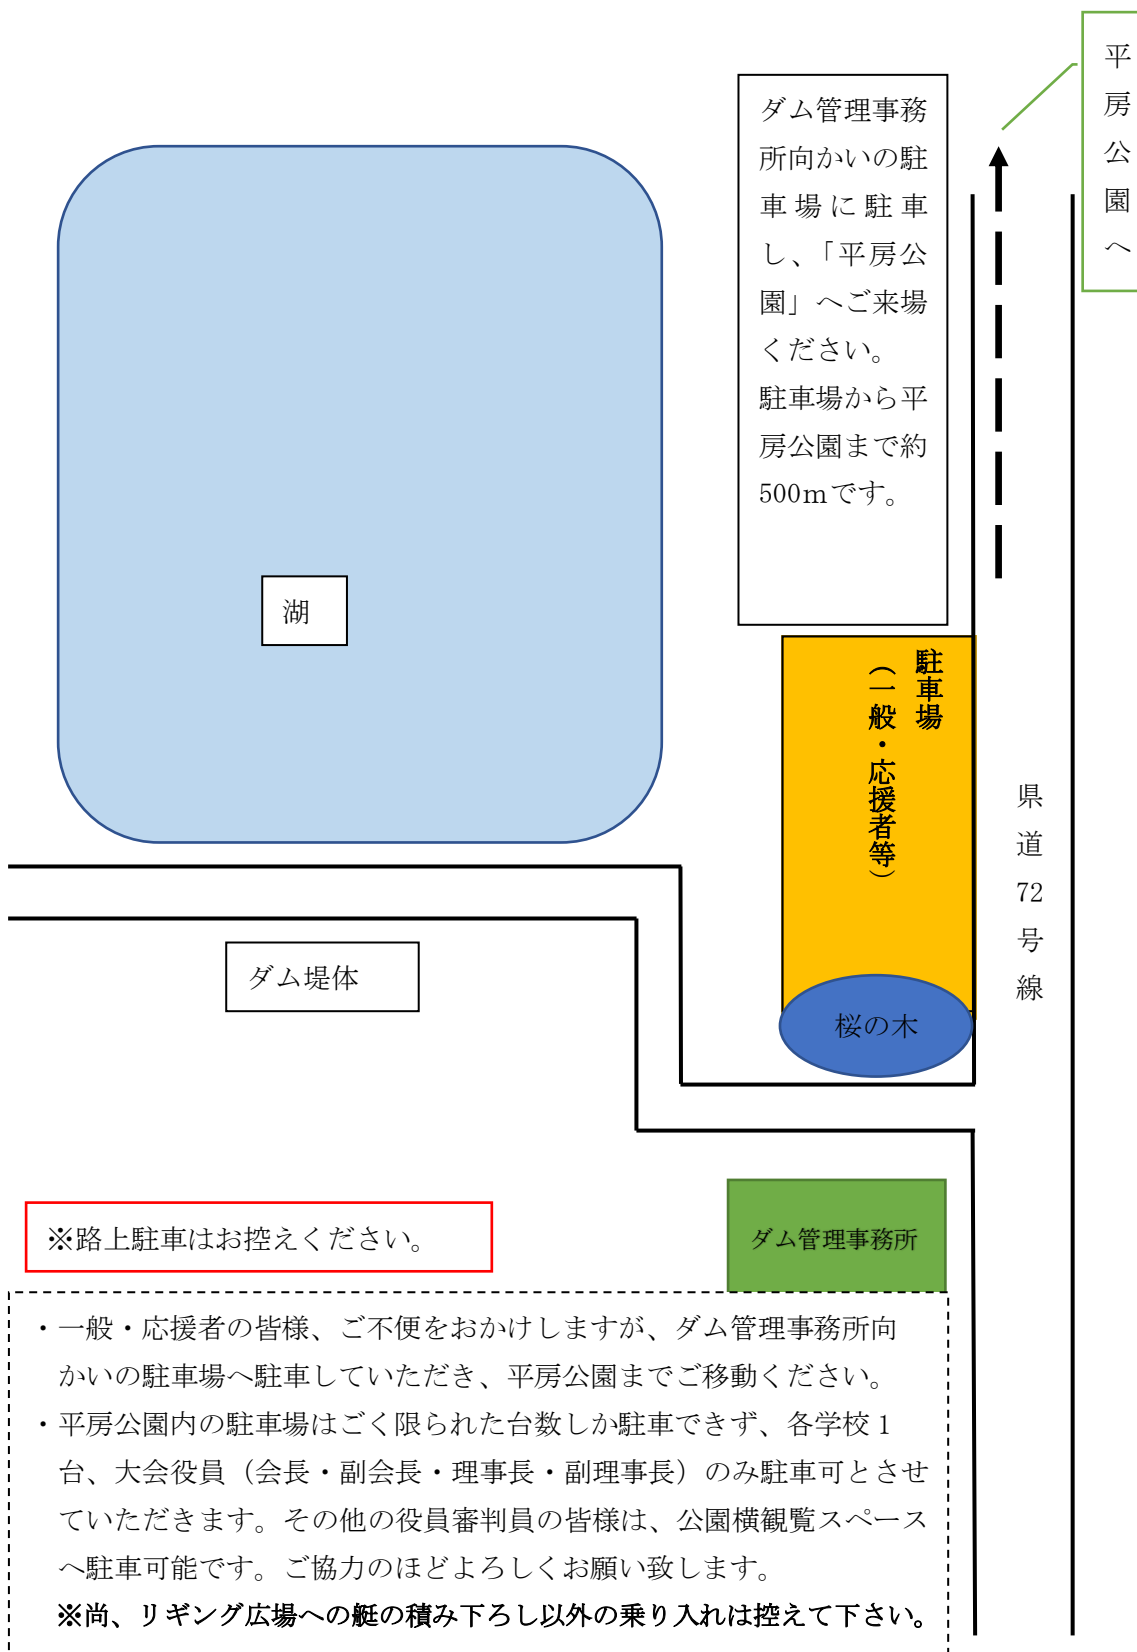 平房公園へ
ダム管理事務
所向かいの駐
車場に駐車
し、「平房公
園」へご来場
ください。
駐車場から平
房公園まで約
500mです。
湖
駐車場
（一般・応援者等）
県道72号線
ダム堤体
桜の木
※路上駐車はお控えください。
ダム管理事務所
・一般・応援者の皆様、ご不便をおかけしますが、ダム管理事務所向
かいの駐車場へ駐車していただき、平房公園までご移動ください。
・平房公園内の駐車場はごく限られた台数しか駐車できず、各学校1
台、大会役員（会長・副会長・理事長・副理事長）のみ駐車可とさせ
ていただきます。その他の役員審判員の皆様は、公園横観覧スペース
へ駐車可能です。ご協力のほどよろしくお願い致します。
※尚、リギング広場への艇の積み下ろし以外の乗り入れは控えて下さい。